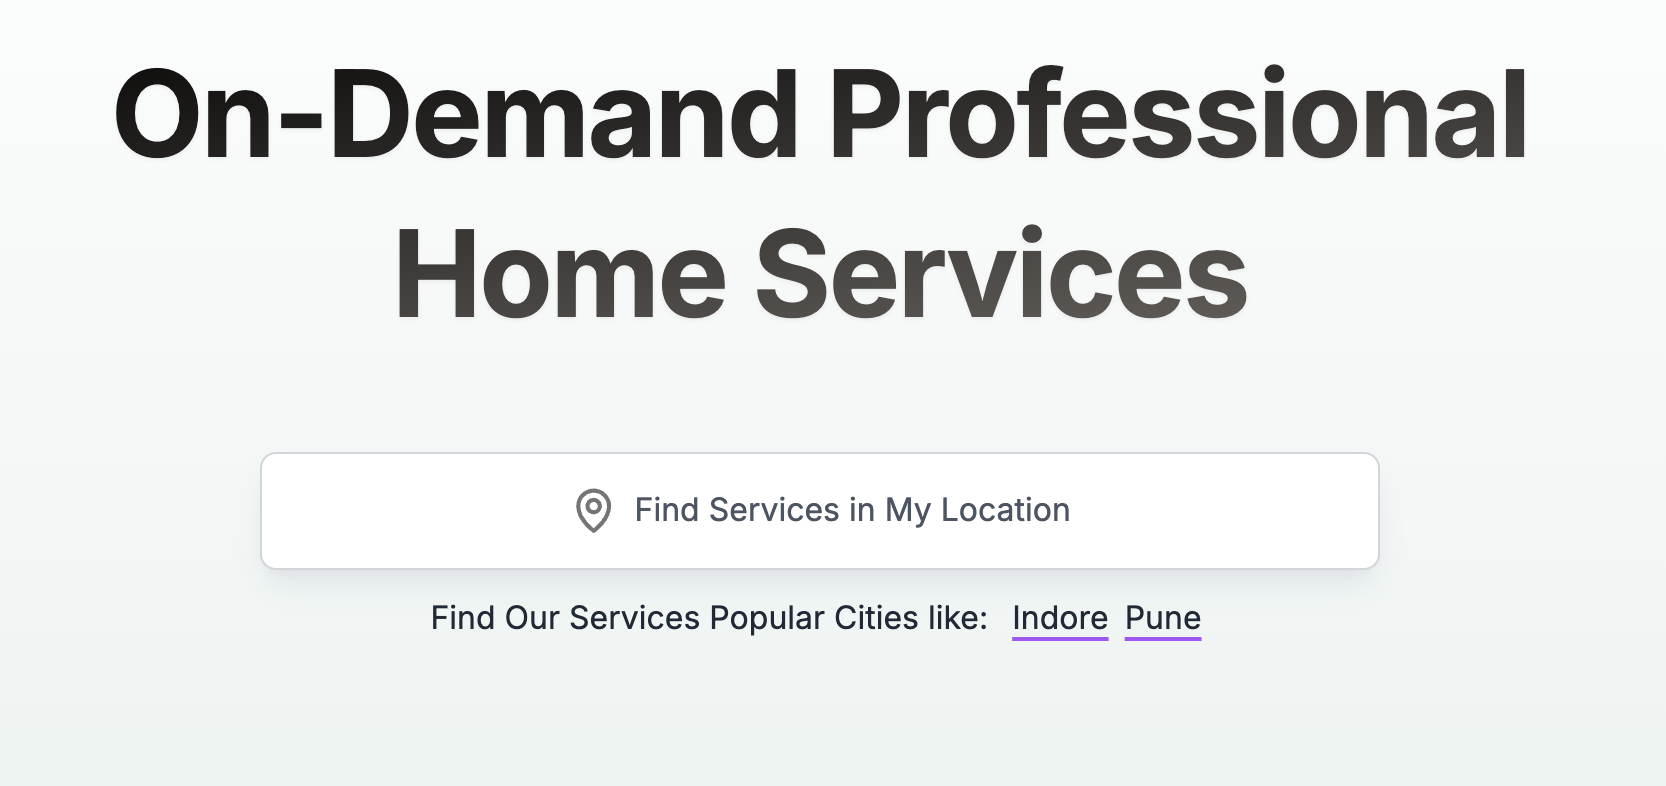 On-Demand Professional
Home Services
Find Services in My Location
Find Our Services Popular Cities like: Indore Pune